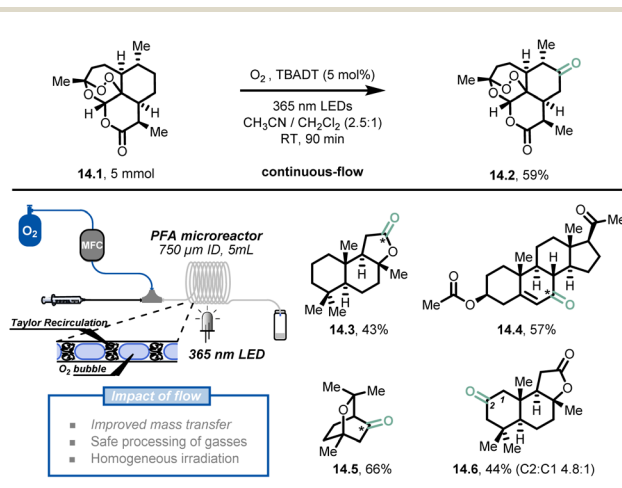 O₂ , TBADT (5 mol%)
365 nm LEDs
CH₃CN / CH₂Cl₂ (2.5:1)
RT, 90 min
continuous-flow
Me
H
Me
O
O
O
H
O
H
Me
O
14.1, 5 mmol
Me
O
H
Me
O
O
O
H
O
H
Me
O
14.2, 59%
O₂
MFC
PFA microreactor
750 µm ID, 5mL
Taylor Recirculation
O₂ bubble
365 nm LED
Impact of flow
Improved mass transfer
Safe processing of gasses
Homogeneous irradiation
O
*
Me
O
Me
H
Me
Me
14.3, 43%
O
Me
Me
Me
H
H
H
*
O
O
Me
O
14.4, 57%
Me
Me
O
O
*
Me
14.5, 66%
O
O
Me
1
2
O
H
Me
H
Me
Me
14.6, 44% (C2:C1 4.8:1)